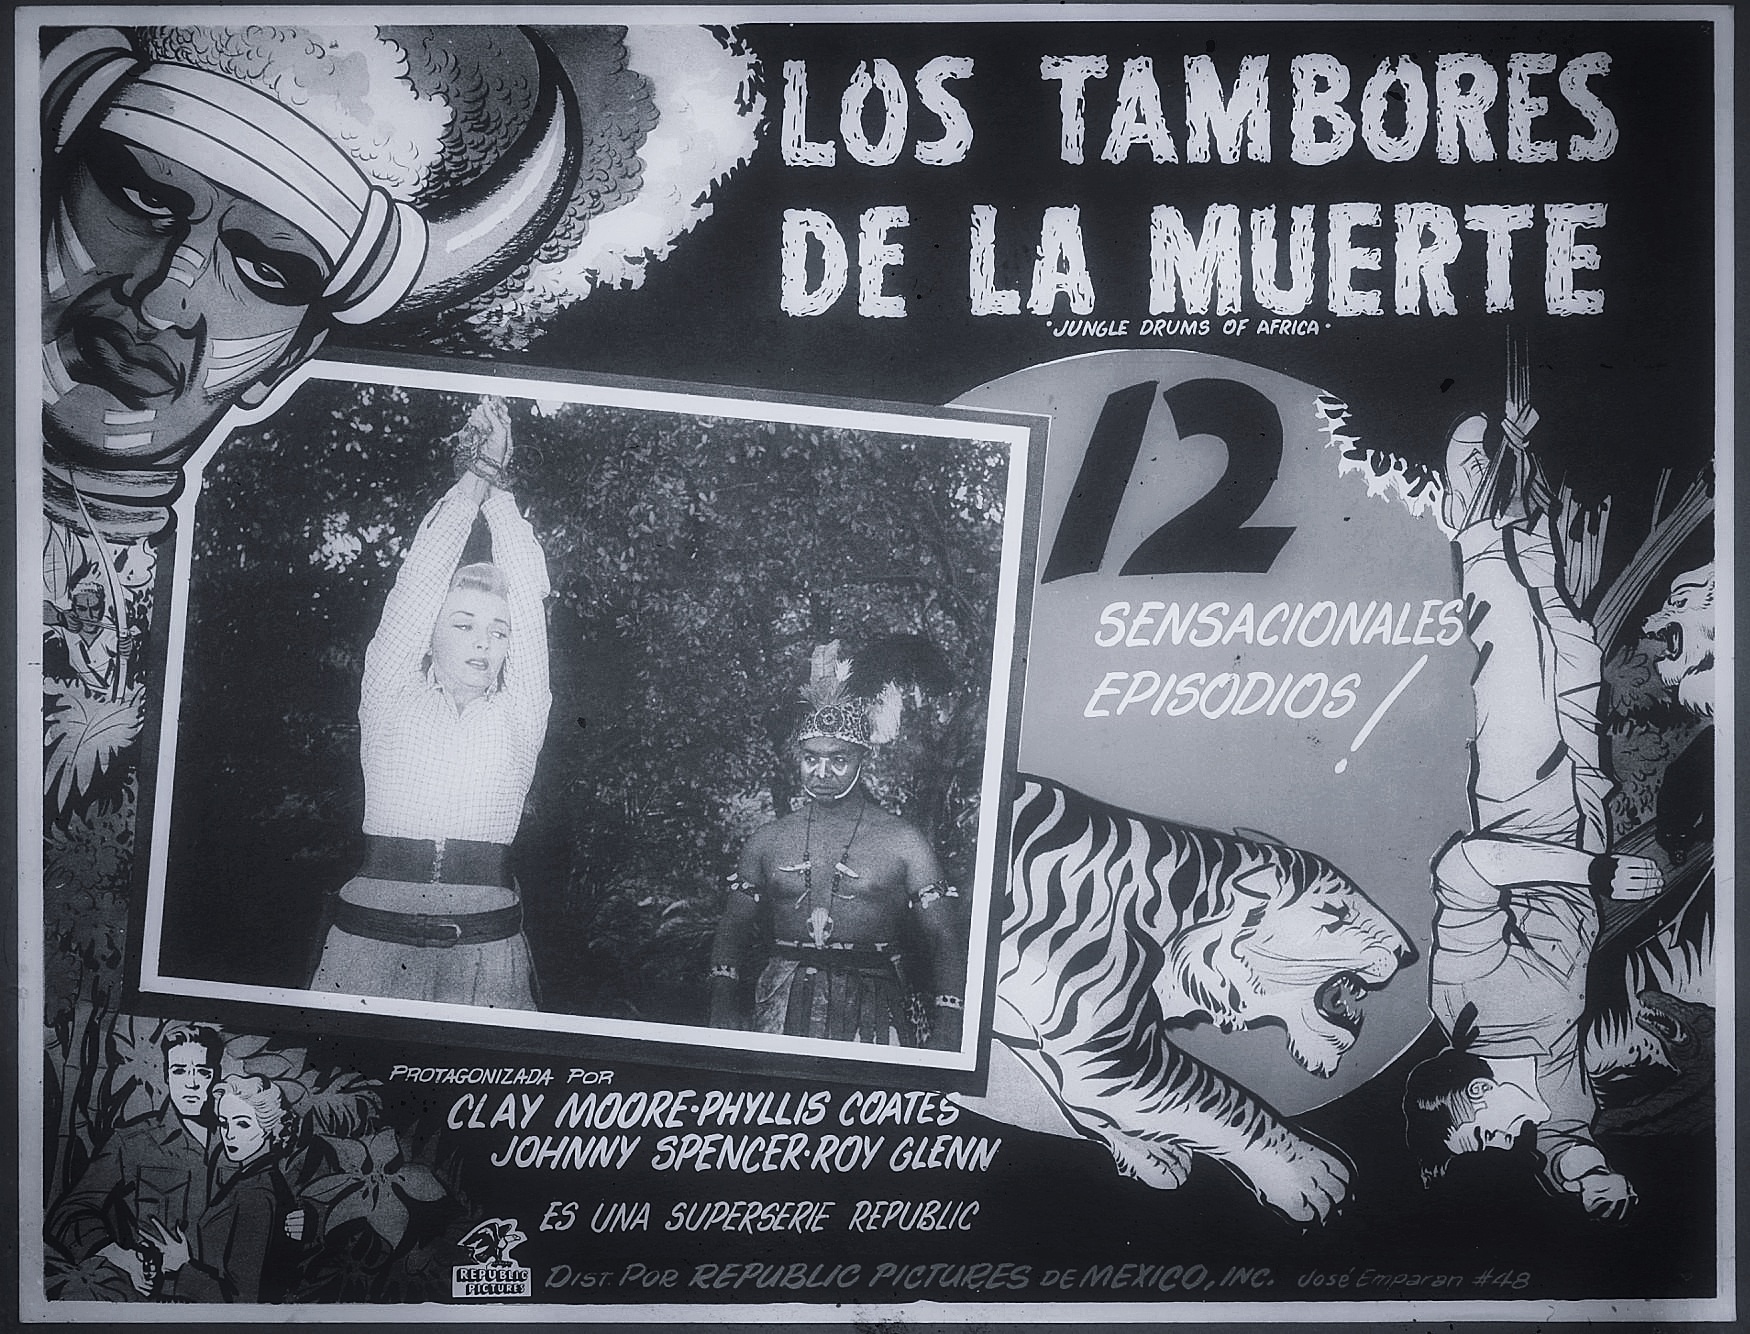 LOS TAMBORES
DE LA MUERTE
"JUNGLE DRUMS OF AFRICA"
12
SENSACIONALES
EPISODIOS!
PROTAGONIZADA POR
CLAY MOORE·PHYLLIS COATES
JOHNNY SPENCER·ROY GLENN
ES UNA SUPERSERIE REPUBLIC
REPUBLIC
PICTURES
DIST. POR REPUBLIC PICTURES DE MEXICO, INC. José Emparan #48